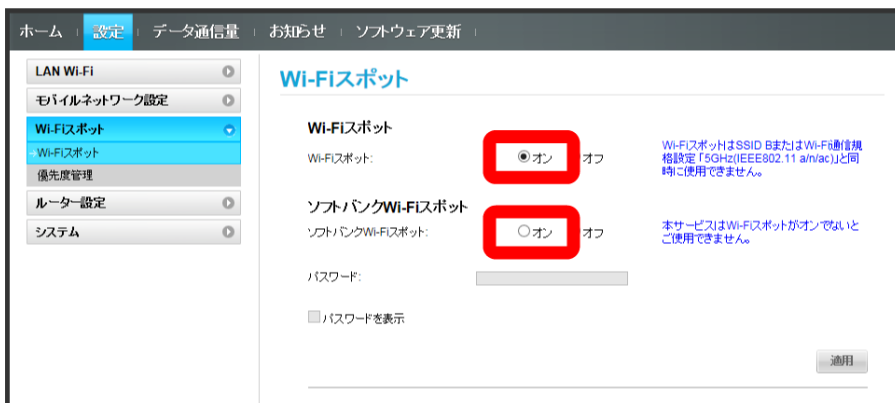 ホーム 設定 データ通信量 お知らせ ソフトウェア更新
LAN Wi-Fi
モバイルネットワーク設定
Wi-Fiスポット
Wi-Fiスポット
優先度管理
ルーター設定
システム
Wi-Fiスポット
Wi-Fiスポット
Wi-Fiスポット: オン オフ
Wi-FiスポットはSSID BまたはWi-Fi通信規
格設定「5GHz(IEEE802.11 a/n/ac)」と同
時に使用できません。
ソフトバンクWi-Fiスポット
ソフトバンクWi-Fiスポット: オン オフ
本サービスはWi-Fiスポットがオンでないと
ご使用できません。
パスワード:
パスワードを表示
適用